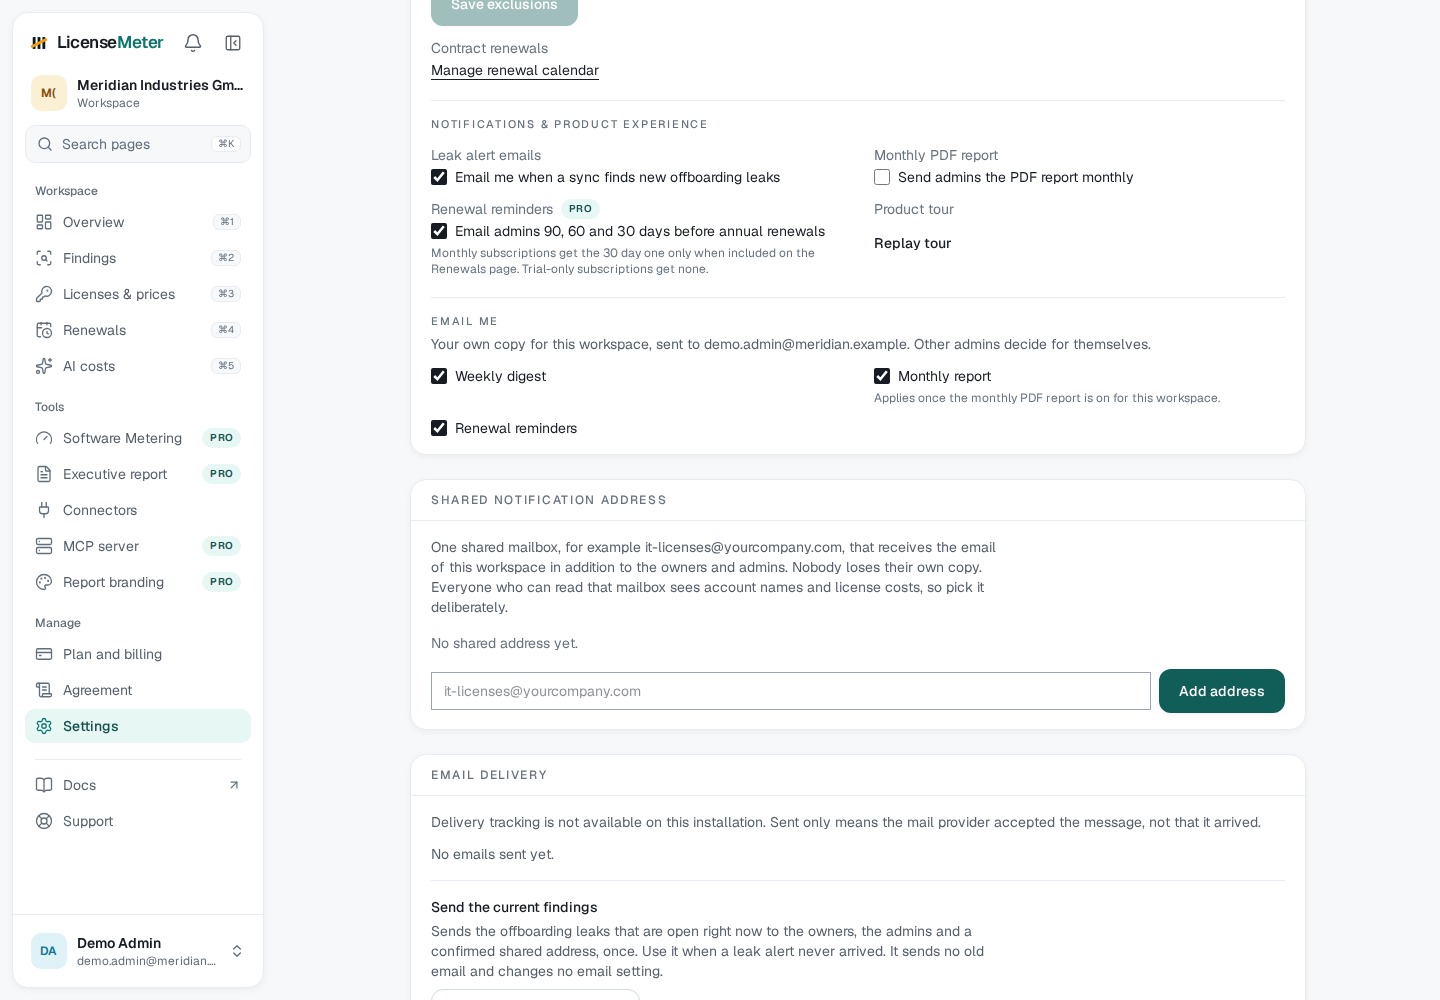 LicenseMeter
M(
Meridian Industries Gm...
Workspace
Search pages
⌘K
Workspace
Overview
⌘1
Findings
⌘2
Licenses & prices
⌘3
Renewals
⌘4
AI costs
⌘5
Tools
Software Metering
PRO
Executive report
PRO
Connectors
MCP server
PRO
Report branding
PRO
Manage
Plan and billing
Agreement
Settings
Docs
Support
DA
Demo Admin
demo.admin@meridian....
Save exclusions
Contract renewals
Manage renewal calendar
NOTIFICATIONS & PRODUCT EXPERIENCE
Leak alert emails
Email me when a sync finds new offboarding leaks
Monthly PDF report
Send admins the PDF report monthly
Renewal reminders
PRO
Email admins 90, 60 and 30 days before annual renewals
Monthly subscriptions get the 30 day one only when included on the
Renewals page. Trial-only subscriptions get none.
Product tour
Replay tour
EMAIL ME
Your own copy for this workspace, sent to demo.admin@meridian.example. Other admins decide for themselves.
Weekly digest
Monthly report
Applies once the monthly PDF report is on for this workspace.
Renewal reminders
SHARED NOTIFICATION ADDRESS
One shared mailbox, for example it-licenses@yourcompany.com, that receives the email
of this workspace in addition to the owners and admins. Nobody loses their own copy.
Everyone who can read that mailbox sees account names and license costs, so pick it
deliberately.
No shared address yet.
it-licenses@yourcompany.com
Add address
EMAIL DELIVERY
Delivery tracking is not available on this installation. Sent only means the mail provider accepted the message, not that it arrived.
No emails sent yet.
Send the current findings
Sends the offboarding leaks that are open right now to the owners, the admins and a
confirmed shared address, once. Use it when a leak alert never arrived. It sends no old
email and changes no email setting.